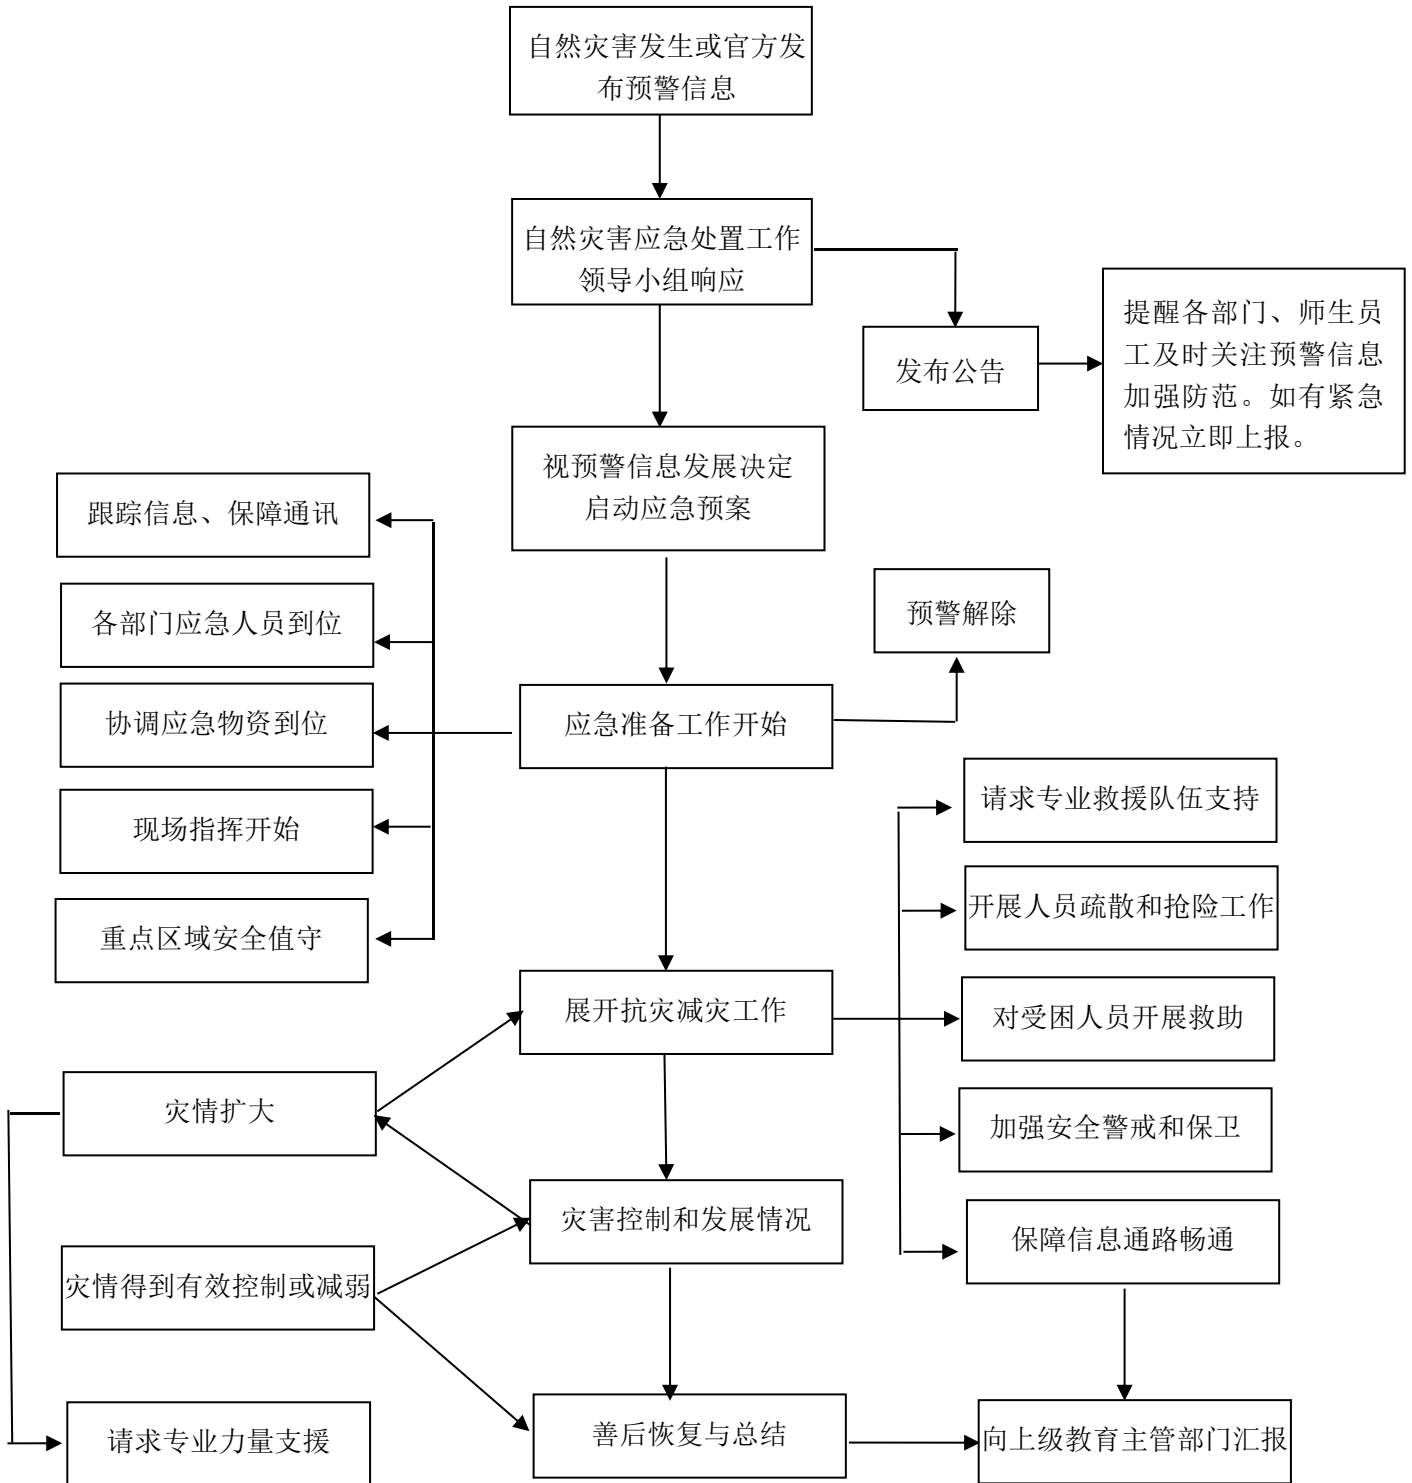 自然灾害发生或官方发
布预警信息
自然灾害应急处置工作
领导小组响应
发布公告
提醒各部门、师生员
工及时关注预警信息
加强防范。如有紧急
情况立即上报。
视预警信息发展决定
启动应急预案
跟踪信息、保障通讯
各部门应急人员到位
协调应急物资到位
现场指挥开始
重点区域安全值守
应急准备工作开始
预警解除
请求专业救援队伍支持
开展人员疏散和抢险工作
对受困人员开展救助
加强安全警戒和保卫
保障信息通路畅通
展开抗灾减灾工作
灾情扩大
灾害控制和发展情况
灾情得到有效控制或减弱
请求专业力量支援
善后恢复与总结
向上级教育主管部门汇报